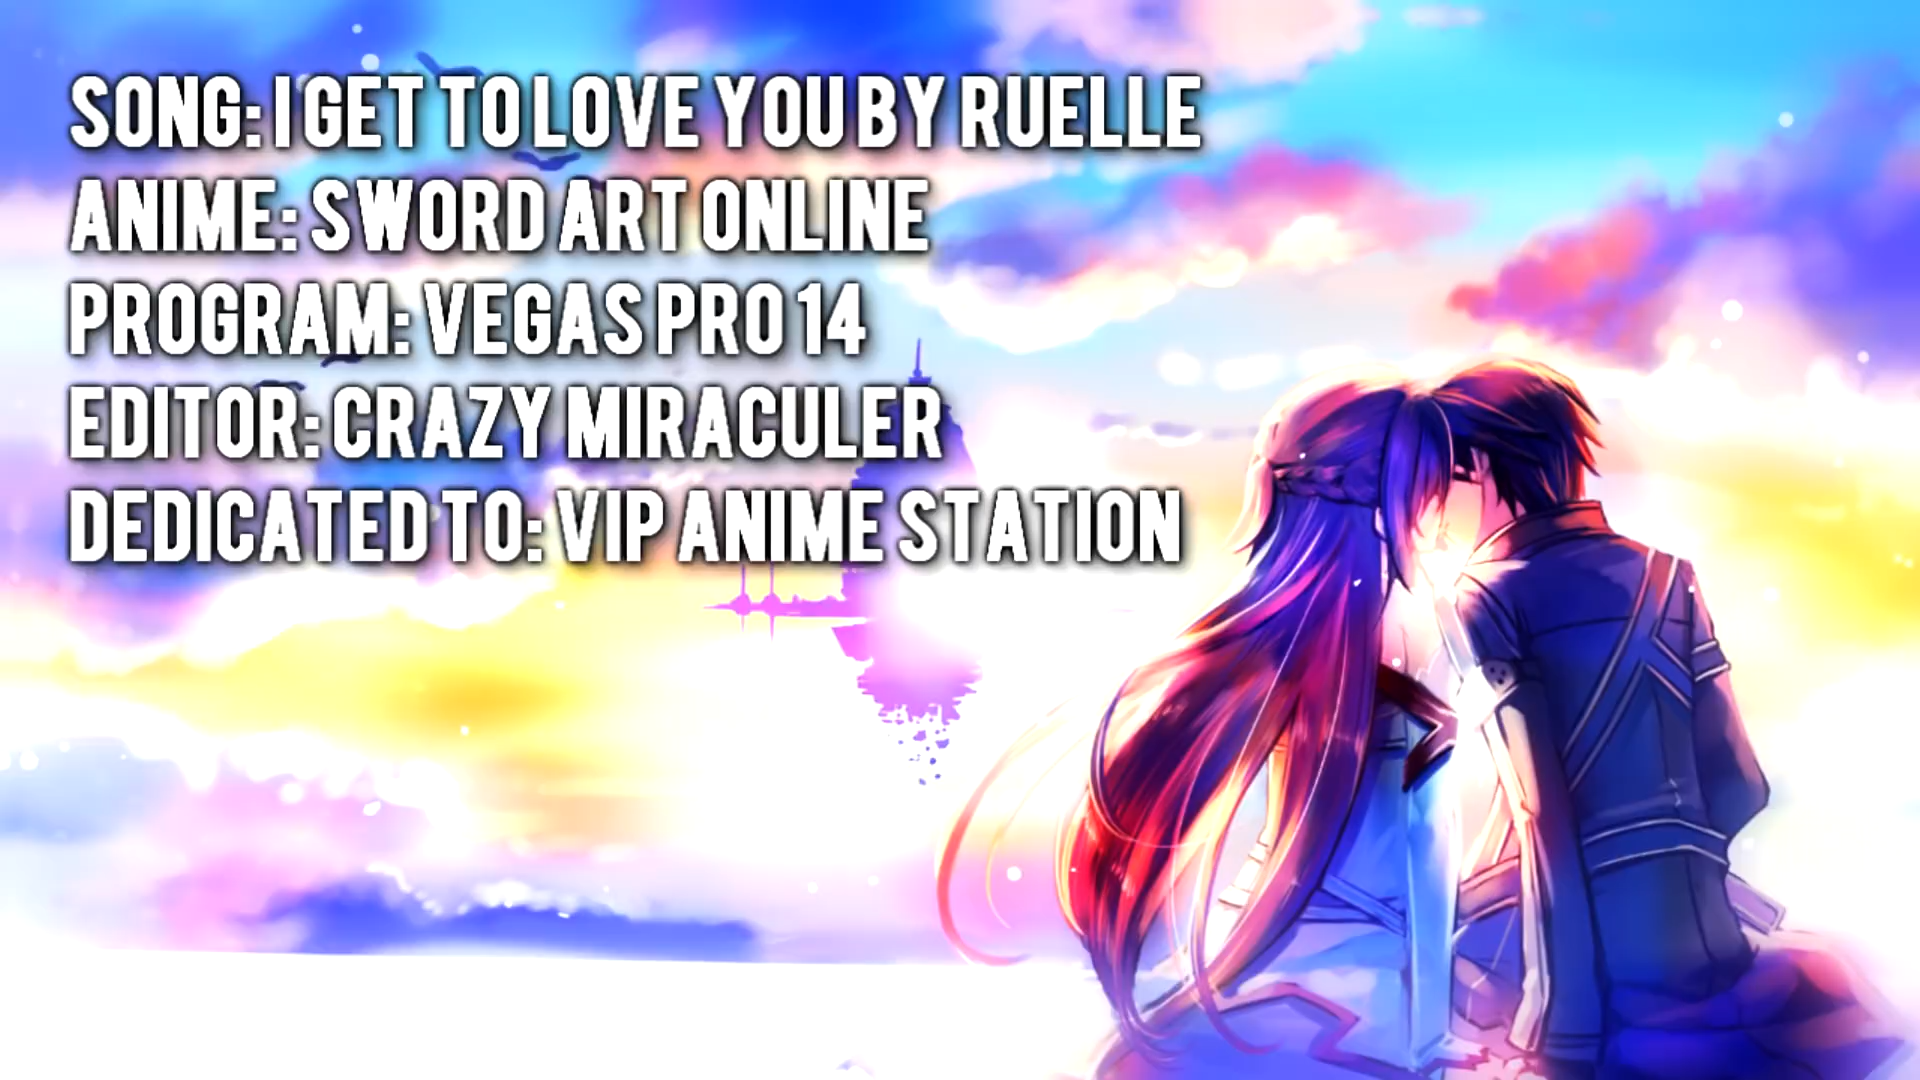 SONG: I GET TO LOVE YOU BY RUELLE
ANIME: SWORD ART ONLINE
PROGRAM: VEGAS PRO 14
EDITOR: CRAZY MIRACULER
DEDICATED TO: VIP ANIME STATION